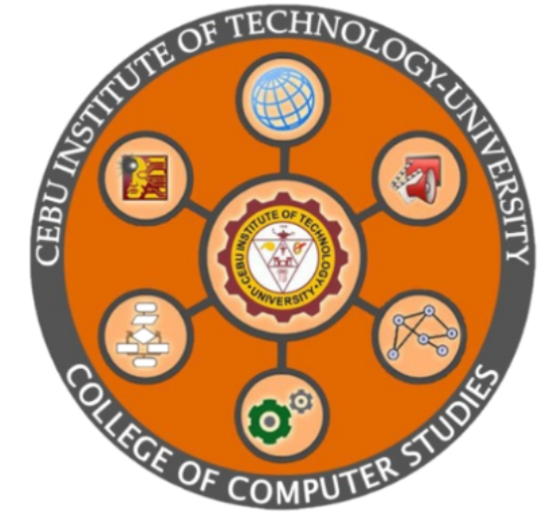 CEBU INSTITUTE OF TECHNOLOGY-UNIVERSITY
CEBU INSTITUTE OF TECHNOLOGY
UNIVERSITY
COLLEGE OF COMPUTER STUDIES